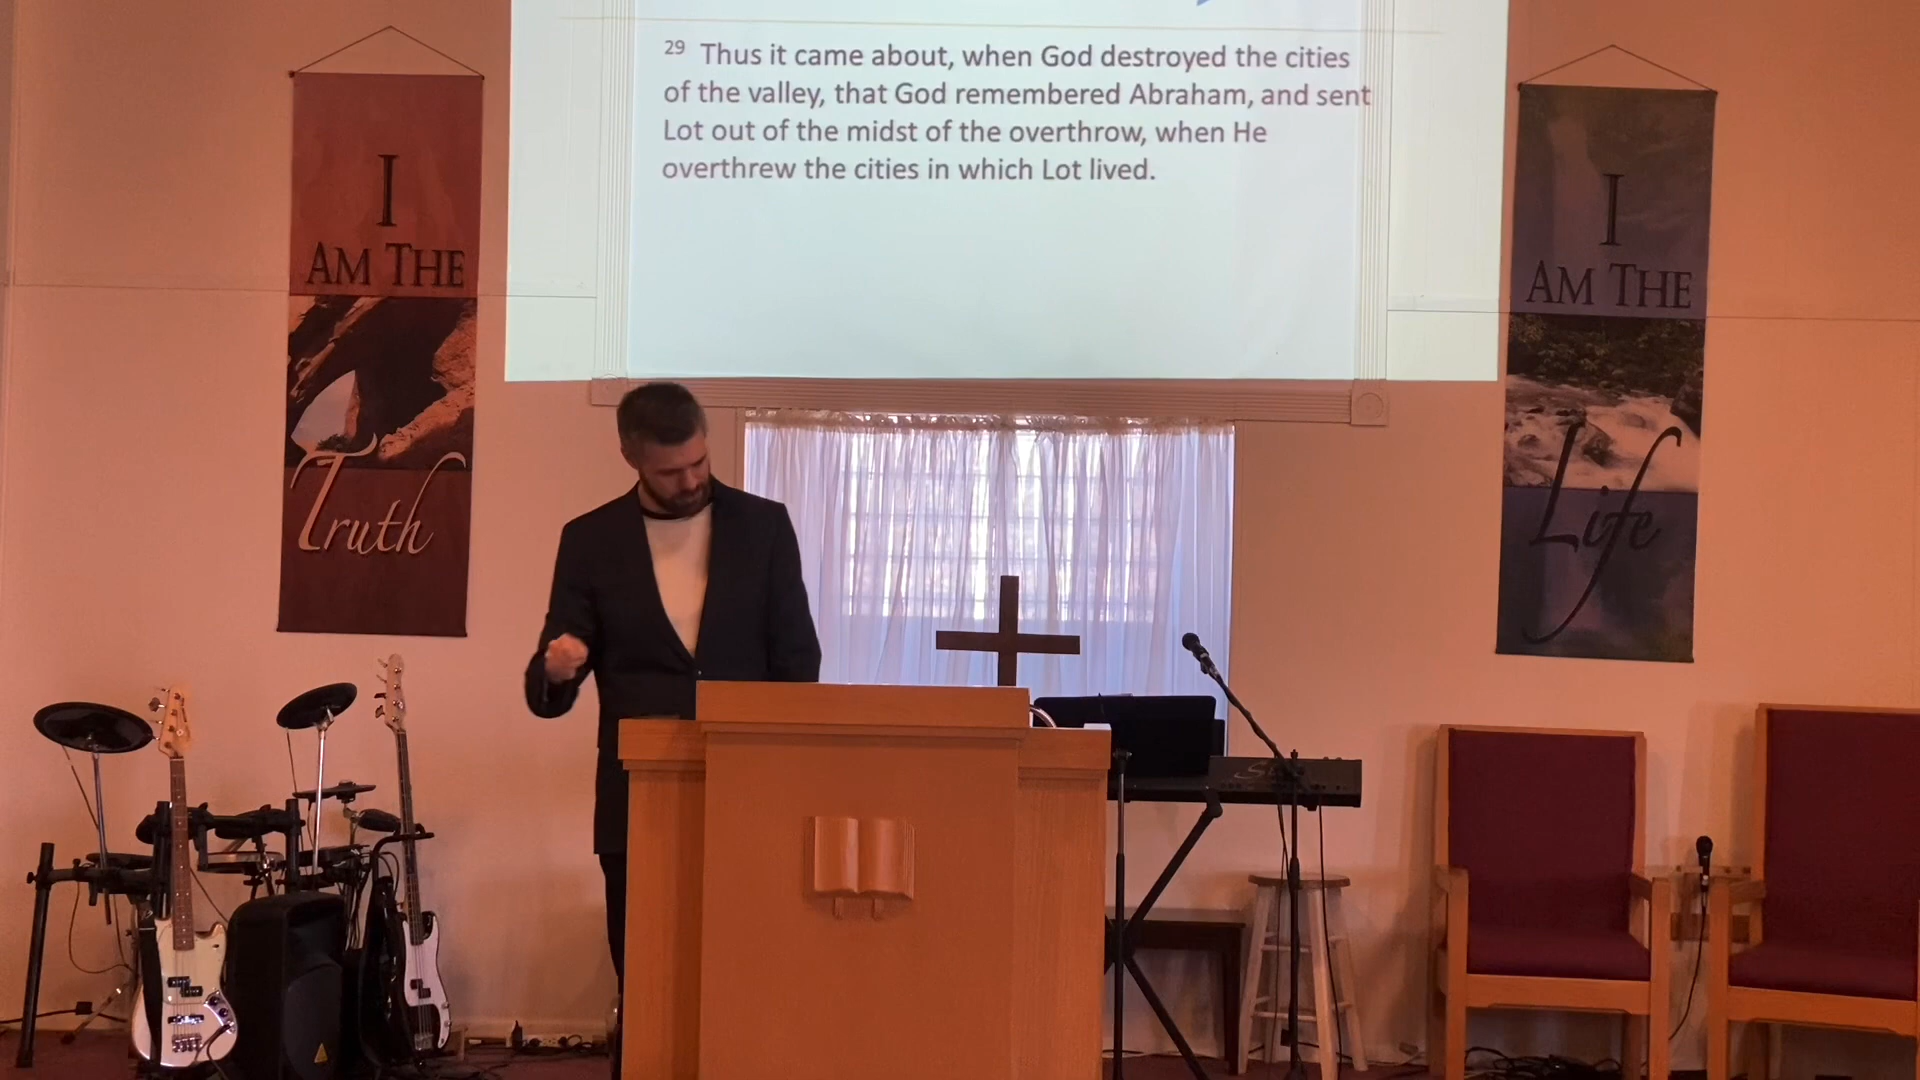 29 Thus it came about, when God destroyed the cities
of the valley, that God remembered Abraham, and sent
Lot out of the midst of the overthrow, when He
overthrew the cities in which Lot lived.
I
AM THE
Truth
I
AM THE
Life